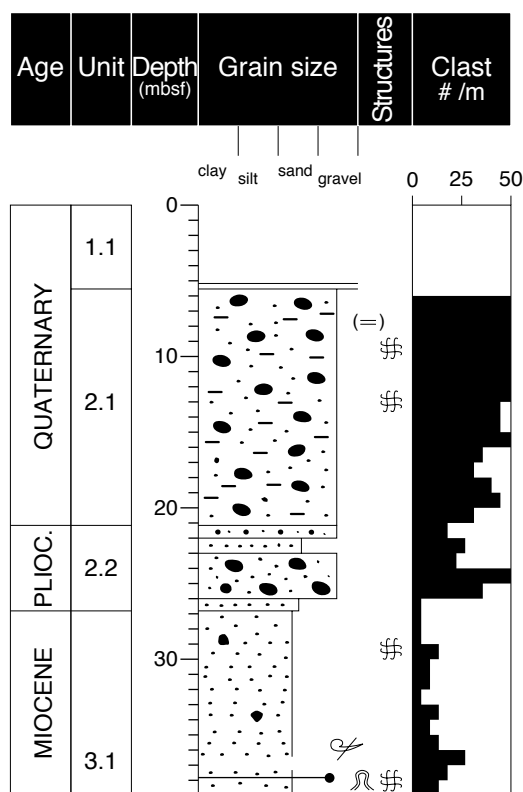 Age Unit Depth Grain size Structures Clast
(mbsf) # /m
clay silt sand gravel
0 25 50
0
1.1
QUATERNARY
(=)
10
2.1
20
PLIOC.
2.2
30
MIOCENE
3.1